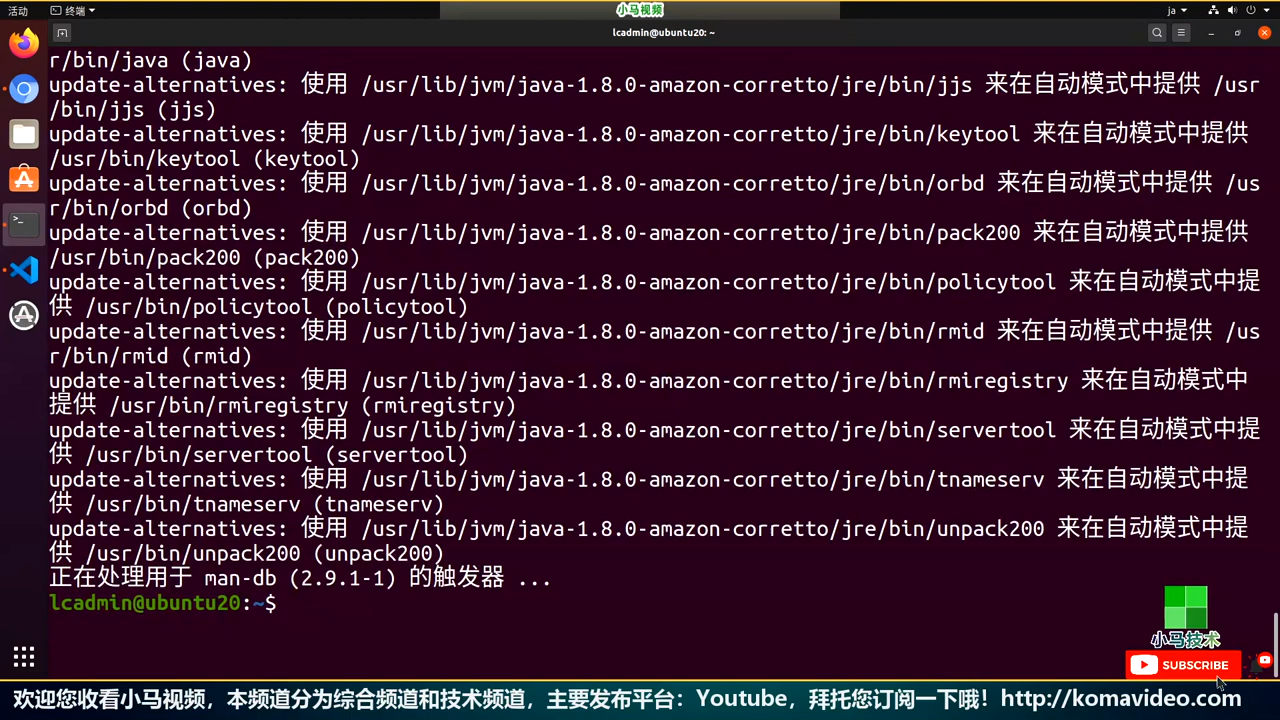 活动
终端
小马视频
ja
lcadmin@ubuntu20: ~
r/bin/java (java)
update-alternatives: 使用 /usr/lib/jvm/java-1.8.0-amazon-corretto/jre/bin/jjs 来在自动模式中提供 /usr
/bin/jjs (jjs)
update-alternatives: 使用 /usr/lib/jvm/java-1.8.0-amazon-corretto/jre/bin/keytool 来在自动模式中提供
/usr/bin/keytool (keytool)
update-alternatives: 使用 /usr/lib/jvm/java-1.8.0-amazon-corretto/jre/bin/orbd 来在自动模式中提供 /us
r/bin/orbd (orbd)
update-alternatives: 使用 /usr/lib/jvm/java-1.8.0-amazon-corretto/jre/bin/pack200 来在自动模式中提供
/usr/bin/pack200 (pack200)
update-alternatives: 使用 /usr/lib/jvm/java-1.8.0-amazon-corretto/jre/bin/policytool 来在自动模式中提
供 /usr/bin/policytool (policytool)
update-alternatives: 使用 /usr/lib/jvm/java-1.8.0-amazon-corretto/jre/bin/rmid 来在自动模式中提供 /us
r/bin/rmid (rmid)
update-alternatives: 使用 /usr/lib/jvm/java-1.8.0-amazon-corretto/jre/bin/rmiregistry 来在自动模式中
提供 /usr/bin/rmiregistry (rmiregistry)
update-alternatives: 使用 /usr/lib/jvm/java-1.8.0-amazon-corretto/jre/bin/servertool 来在自动模式中提
供 /usr/bin/servertool (servertool)
update-alternatives: 使用 /usr/lib/jvm/java-1.8.0-amazon-corretto/jre/bin/tnameserv 来在自动模式中提
供 /usr/bin/tnameserv (tnameserv)
update-alternatives: 使用 /usr/lib/jvm/java-1.8.0-amazon-corretto/jre/bin/unpack200 来在自动模式中提
供 /usr/bin/unpack200 (unpack200)
正在处理用于 man-db (2.9.1-1) 的触发器 ...
lcadmin@ubuntu20:~$
小马技术
SUBSCRIBE
欢迎您收看小马视频，本频道分为综合频道和技术频道，主要发布平台：Youtube，拜托您订阅一下哦！http://komavideo.com